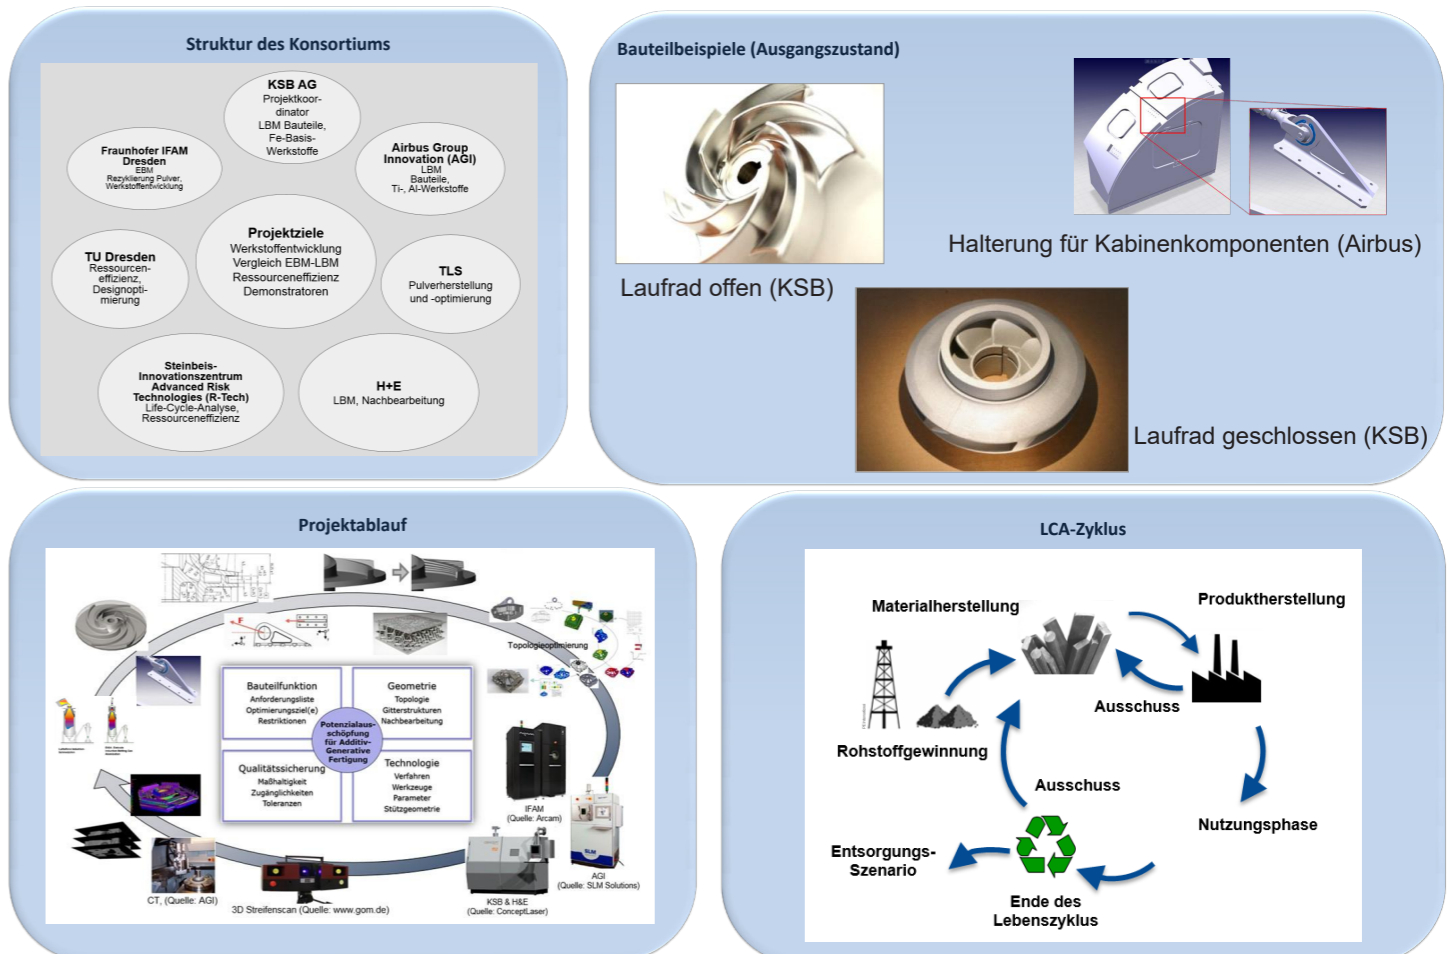 Struktur des Konsortiums
KSB AG
Projektkoor-
dinator
LBM Bauteile,
Fe-Basis-
Werkstoffe
Fraunhofer IFAM
Dresden
EBM
Rezyklierung Pulver,
Werkstoffentwicklung
Airbus Group
Innovation (AGI)
LBM
Bauteile,
Ti-, Al-Werkstoffe
Projektziele
Werkstoffentwicklung
Vergleich EBM-LBM
Ressourceneffizienz
Demonstratoren
TU Dresden
Ressourcen-
effizienz,
Designopti-
mierung
TLS
Pulverherstellung
und -optimierung
Steinbeis-
Innovationszentrum
Advanced Risk
Technologies (R-Tech)
Life-Cycle-Analyse,
Ressourceneffizienz
H+E
LBM, Nachbearbeitung
Bauteilbeispiele (Ausgangszustand)
Laufrad offen (KSB)
Halterung für Kabinenkomponenten (Airbus)
Laufrad geschlossen (KSB)
Projektablauf
F
Topologieoptimierung
Bauteilfunktion
Anforderungsliste
Optimierungsziel(e)
Restriktionen
Geometrie
Topologie
Gitterstrukturen
Nachbearbeitung
Potenzialaus-
schöpfung
für Additiv-
Generative
Fertigung
Qualitätssicherung
Maßhaltigkeit
Zugänglichkeiten
Toleranzen
Technologie
Verfahren
Werkzeuge
Parameter
Stützgeometrie
IFAM
(Quelle: Arcam)
SLM
AGI
(Quelle: SLM Solutions)
KSB & H&E
(Quelle: ConceptLaser)
3D Streifenscan (Quelle: www.gom.de)
CT, (Quelle: AGI)
LCA-Zyklus
Materialherstellung
Produktherstellung
Ausschuss
Rohstoffgewinnung
Ausschuss
Nutzungsphase
Entsorgungs-
Szenario
Ende des
Lebenszyklus